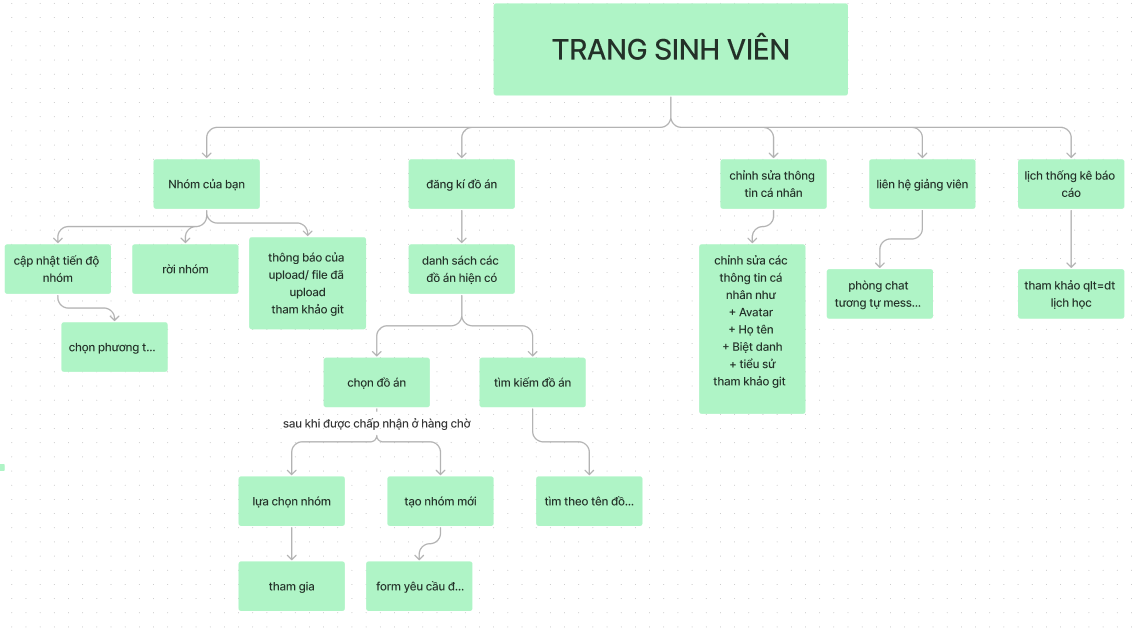 TRANG SINH VIÊN
Nhóm của bạn
đăng kí đồ án
chỉnh sửa thông
tin cá nhân
liên hệ giảng viên
lịch thống kê báo
cáo
cập nhật tiến độ
nhóm
rời nhóm
thông báo của
upload/ file đã
upload
tham khảo git
danh sách các
đồ án hiện có
chỉnh sửa các
thông tin cá
nhân như
+ Avatar
+ Họ tên
+ Biệt danh
+ tiểu sử
tham khảo git
phòng chat
tương tự mess...
tham khảo qlt=dt
lịch học
chọn phương t...
chọn đồ án
tìm kiếm đồ án
sau khi được chấp nhận ở hàng chờ
lựa chọn nhóm
tạo nhóm mới
tìm theo tên đồ...
tham gia
form yêu cầu đ...